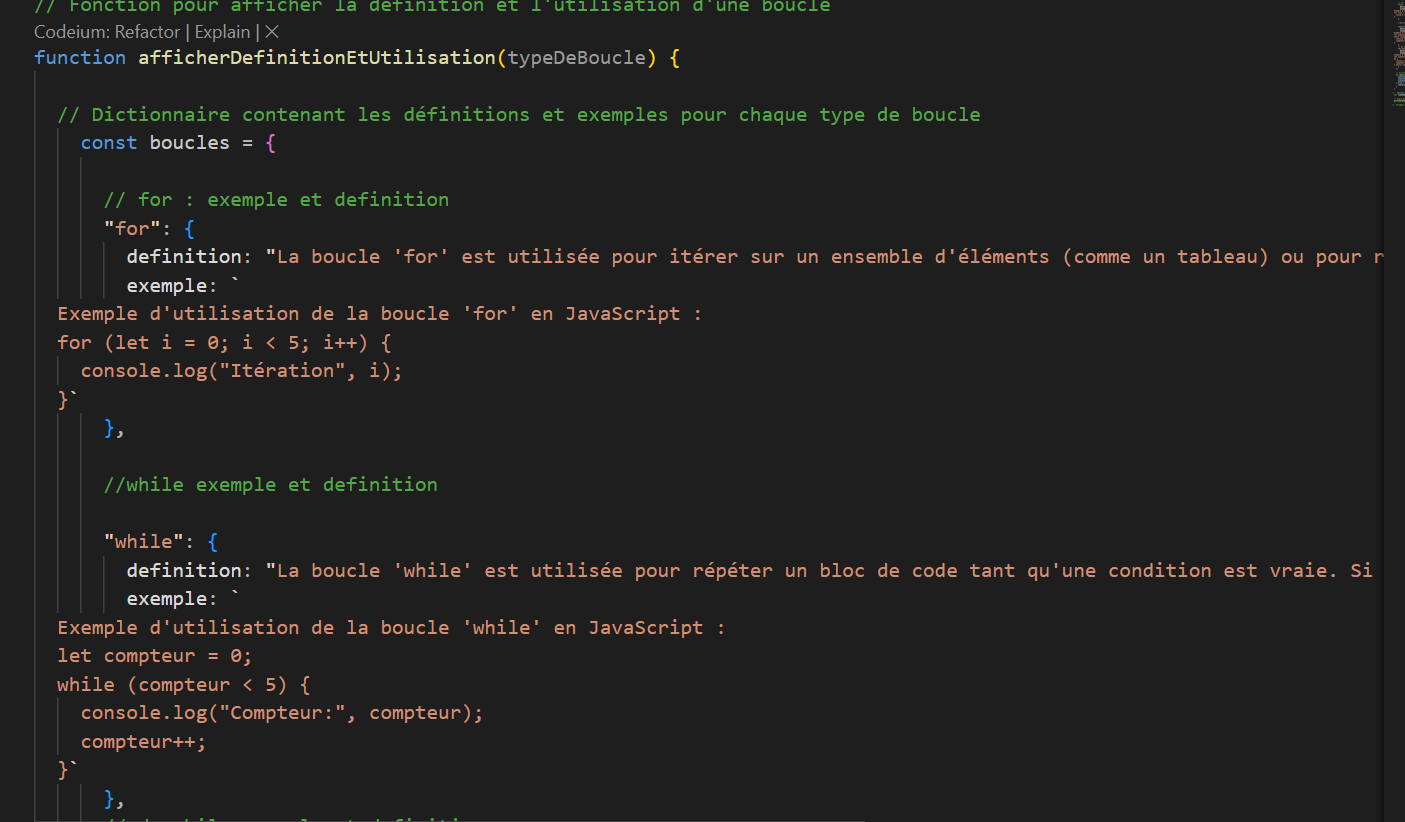 // Fonction pour afficher la définition et l'utilisation d'une boucle
Codeium: Refactor | Explain | ×
function afficherDefinitionEtUtilisation(typeDeBoucle) {
// Dictionnaire contenant les définitions et exemples pour chaque type de boucle
const boucles = {
// for : exemple et definition
"for": {
definition: "La boucle 'for' est utilisée pour itérer sur un ensemble d'éléments (comme un tableau) ou pour r
exemple: `
Exemple d'utilisation de la boucle 'for' en JavaScript :
for (let i = 0; i < 5; i++) {
console.log("Itération", i);
}`
},
//while exemple et definition
"while": {
definition: "La boucle 'while' est utilisée pour répéter un bloc de code tant qu'une condition est vraie. Si
exemple: `
Exemple d'utilisation de la boucle 'while' en JavaScript :
let compteur = 0;
while (compteur < 5) {
console.log("Compteur:", compteur);
compteur++;
}`
},